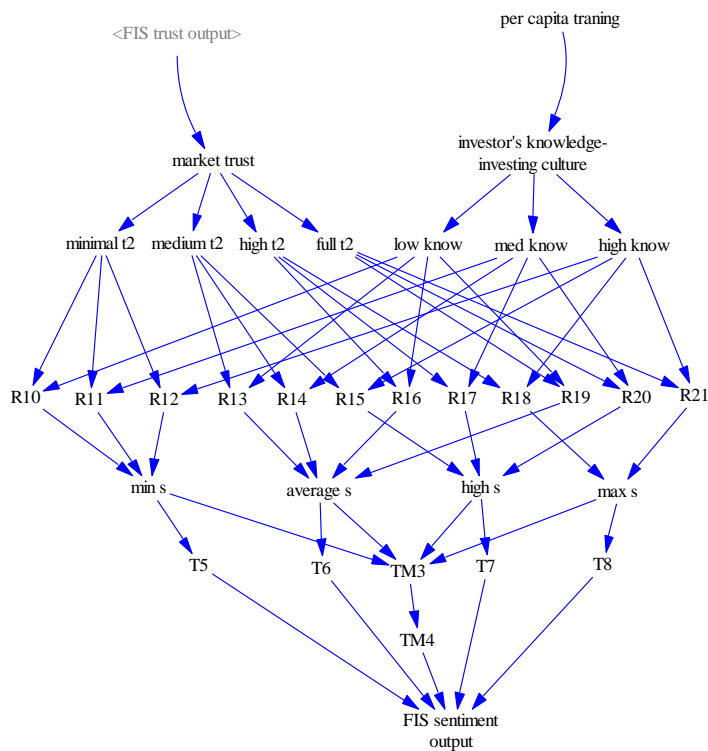 per capita traning
<FIS trust output>
investor's knowledge-
investing culture
market trust
minimal t2
medium t2
high t2
full t2
low know
med know
high know
R10
R11
R12
R13
R14
R15
R16
R17
R18
R19
R20
R21
min s
average s
high s
max s
T5
T6
TM3
T7
T8
TM4
FIS sentiment
output